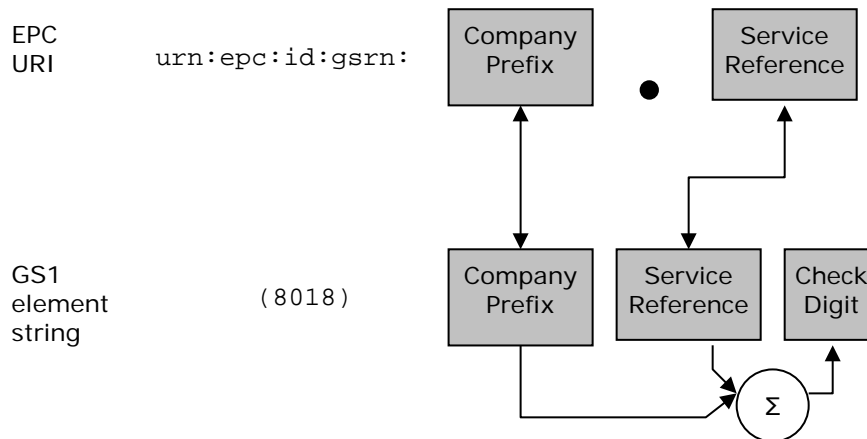 EPC
URI
urn:epc:id:gsrn:
Company
Prefix
Service
Reference
GS1
element
string
(8018)
Company
Prefix
Service
Reference
Check
Digit
Σ